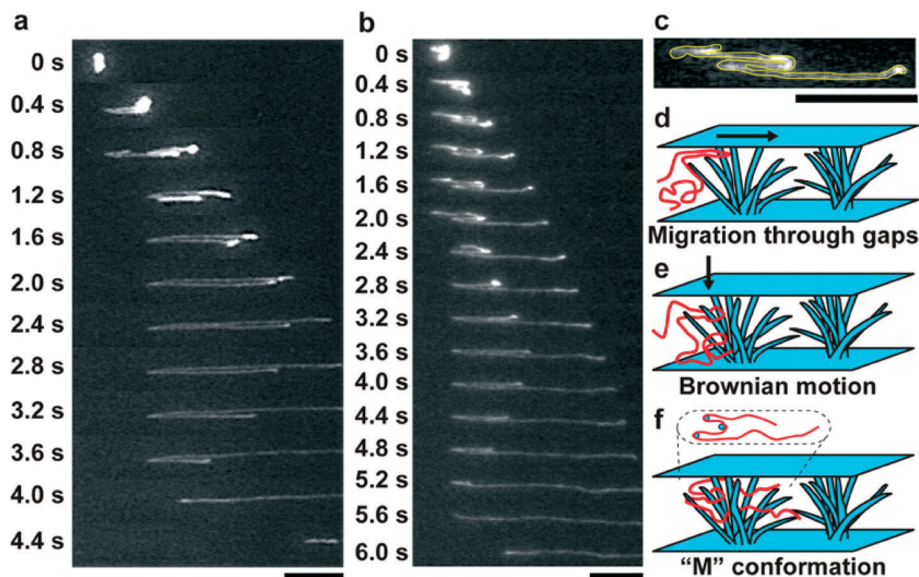 a
0 s
0.4 s
0.8 s
1.2 s
1.6 s
2.0 s
2.4 s
2.8 s
3.2 s
3.6 s
4.0 s
4.4 s
b
0 s
0.4 s
0.8 s
1.2 s
1.6 s
2.0 s
2.4 s
2.8 s
3.2 s
3.6 s
4.0 s
4.4 s
4.8 s
5.2 s
5.6 s
6.0 s
c
d
Migration through gaps
e
Brownian motion
f
“M” conformation